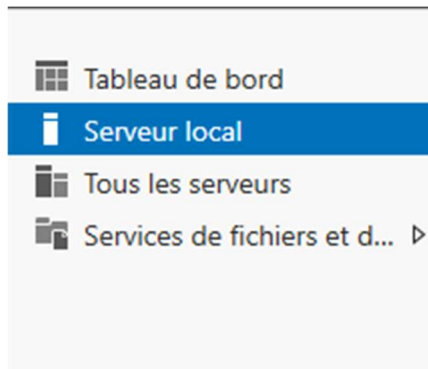 Tableau de bord
Serveur local
Tous les serveurs
Services de fichiers et d...